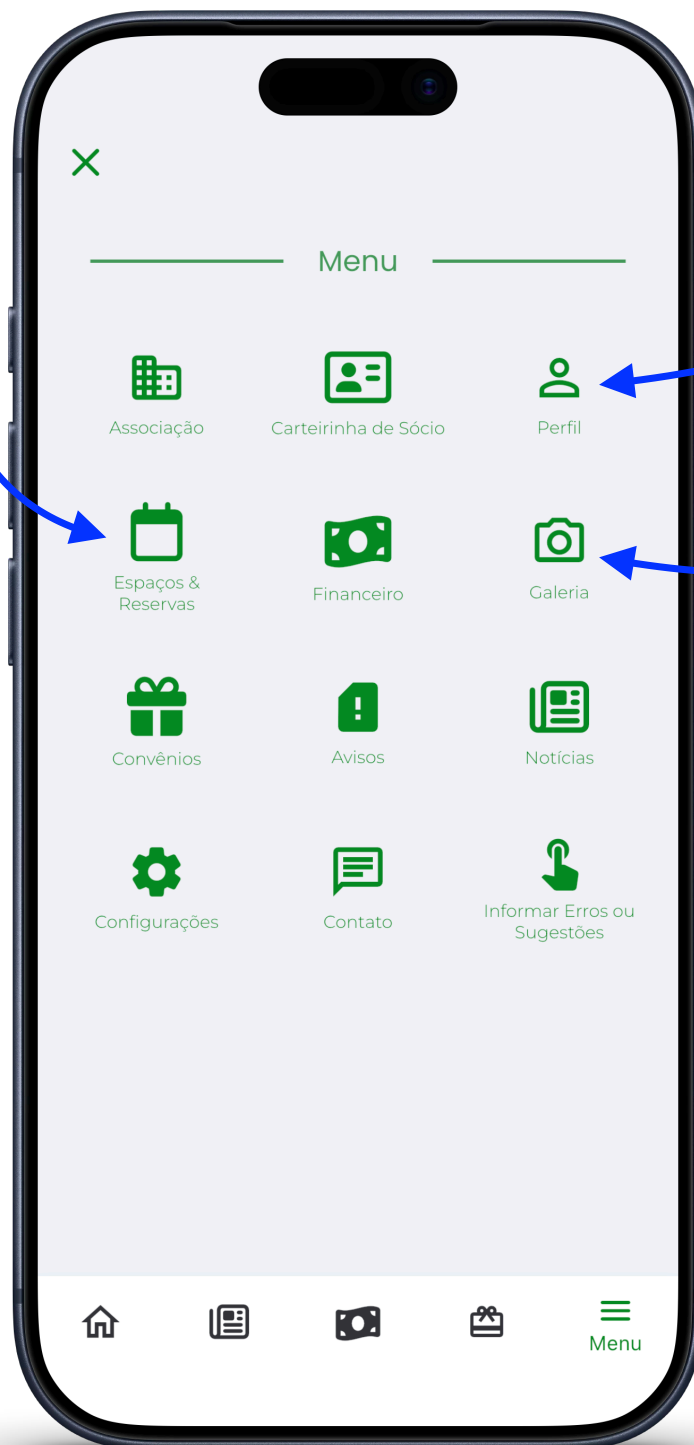 Menu
Associação
Carteirinha de Sócio
Perfil
Espaços &
Reservas
Financeiro
Galeria
Convênios
Avisos
Notícias
Configurações
Contato
Informar Erros ou
Sugestões
Menu